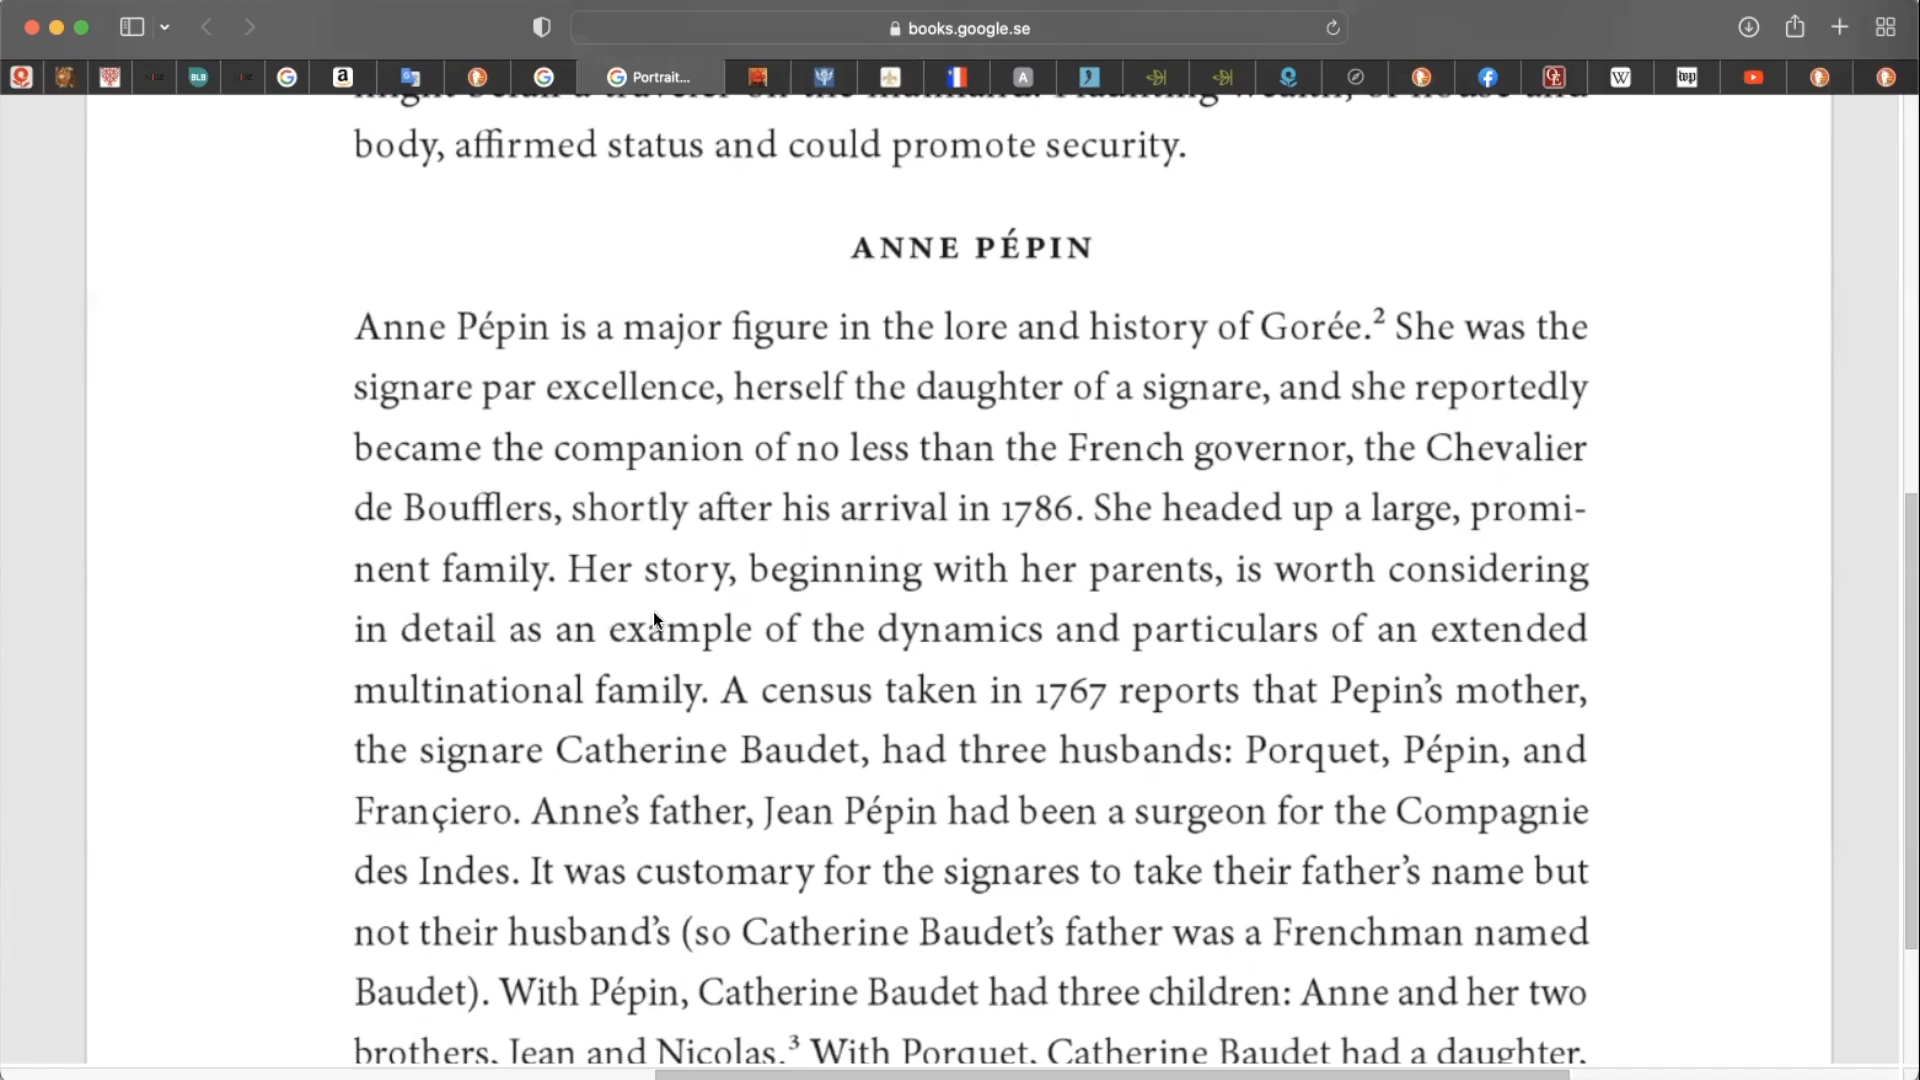 books.google.se
Portrait...
might
body, affirmed status and could promote security.
ANNE PÉPIN
Anne Pépin is a major figure in the lore and history of Gorée.² She was the
signare par excellence, herself the daughter of a signare, and she reportedly
became the companion of no less than the French governor, the Chevalier
de Boufflers, shortly after his arrival in 1786. She headed up a large, promi-
nent family. Her story, beginning with her parents, is worth considering
in detail as an example of the dynamics and particulars of an extended
multinational family. A census taken in 1767 reports that Pepin’s mother,
the signare Catherine Baudet, had three husbands: Porquet, Pépin, and
Françiero. Anne’s father, Jean Pépin had been a surgeon for the Compagnie
des Indes. It was customary for the signares to take their father’s name but
not their husband’s (so Catherine Baudet’s father was a Frenchman named
Baudet). With Pépin, Catherine Baudet had three children: Anne and her two
brothers, Jean and Nicolas.³ With Porquet, Catherine Baudet had a daughter,